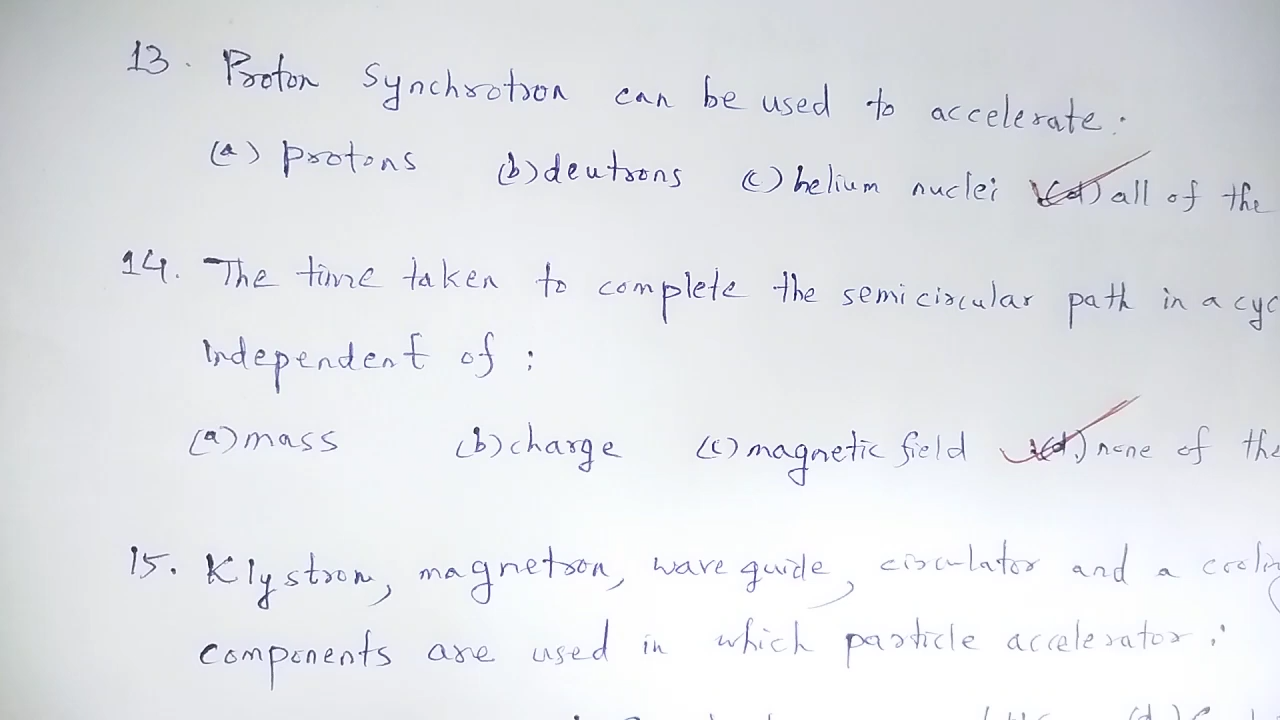 13. Proton Synchrotron can be used to accelerate:
(a) protons (b) deutrons (c) helium nuclei (d) all of the
14. The time taken to complete the semicircular path in a cyc
Independent of :
(a) mass (b) charge (c) magnetic field (d) none of the
15. Klystron, magnetron, wave guide, circulator and a coolin
components are used in which particle accelerator :